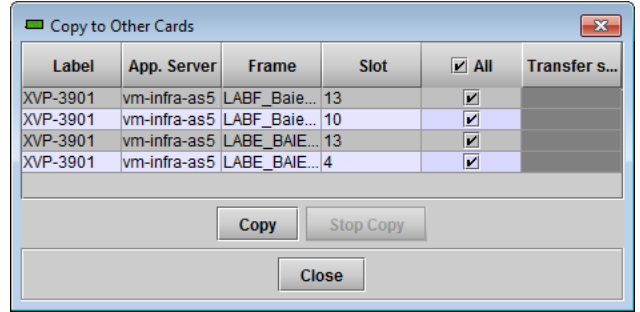 Copy to Other Cards
Label App. Server Frame Slot All Transfer s...
XVP-3901 vm-infra-as5 LABF_Baie... 13
XVP-3901 vm-infra-as5 LABF_Baie... 10
XVP-3901 vm-infra-as5 LABE_BAIE... 13
XVP-3901 vm-infra-as5 LABE_BAIE... 4
Copy Stop Copy
Close